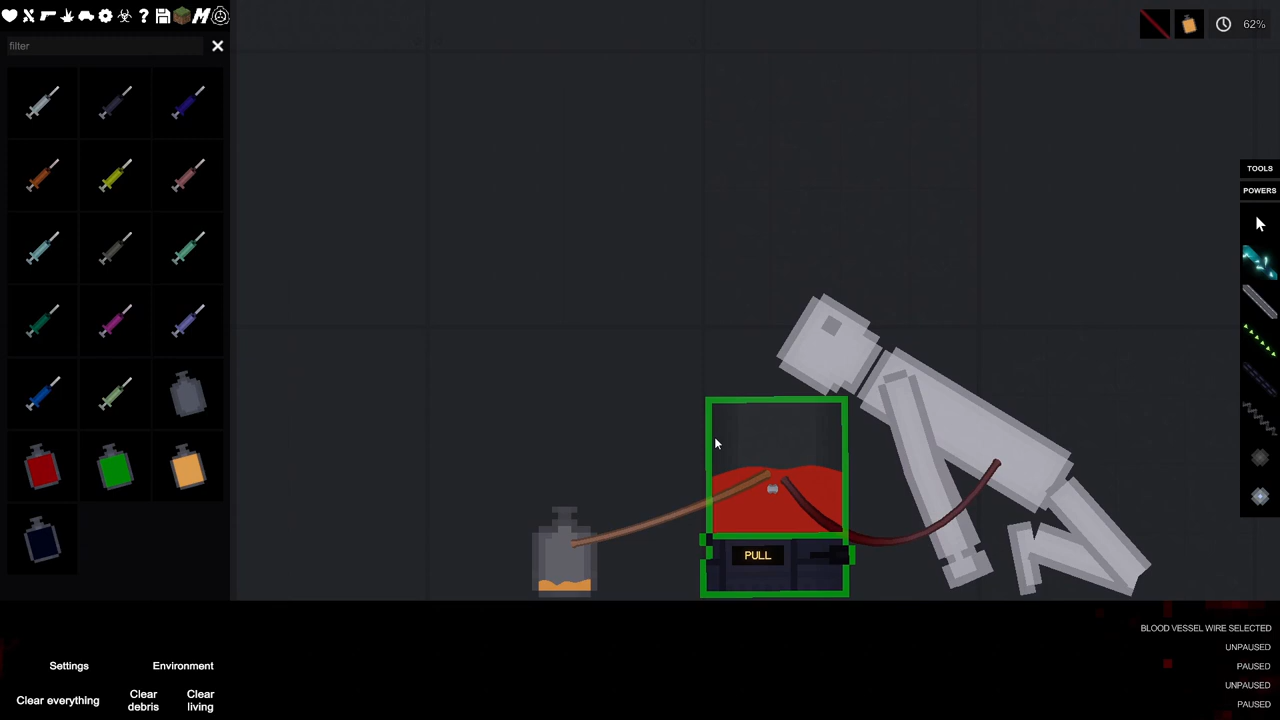 filter
62%
TOOLS
POWERS
PULL
BLOOD VESSEL WIRE SELECTED
UNPAUSED
PAUSED
UNPAUSED
PAUSED
Settings
Environment
Clear everything
Clear
debris
Clear
living